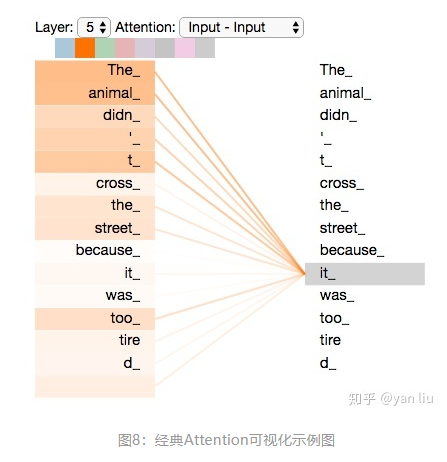 Layer: 5 Attention: Input - Input
The_ The_
animal_ animal_
didn_ didn_
'_ '_
t_ t_
cross_ cross_
the_ the_
street_ street_
because_ because_
it_ it_
was_ was_
too_ too_
tire tire
d_ d_
知乎 @yan liu
图8：经典Attention可视化示例图